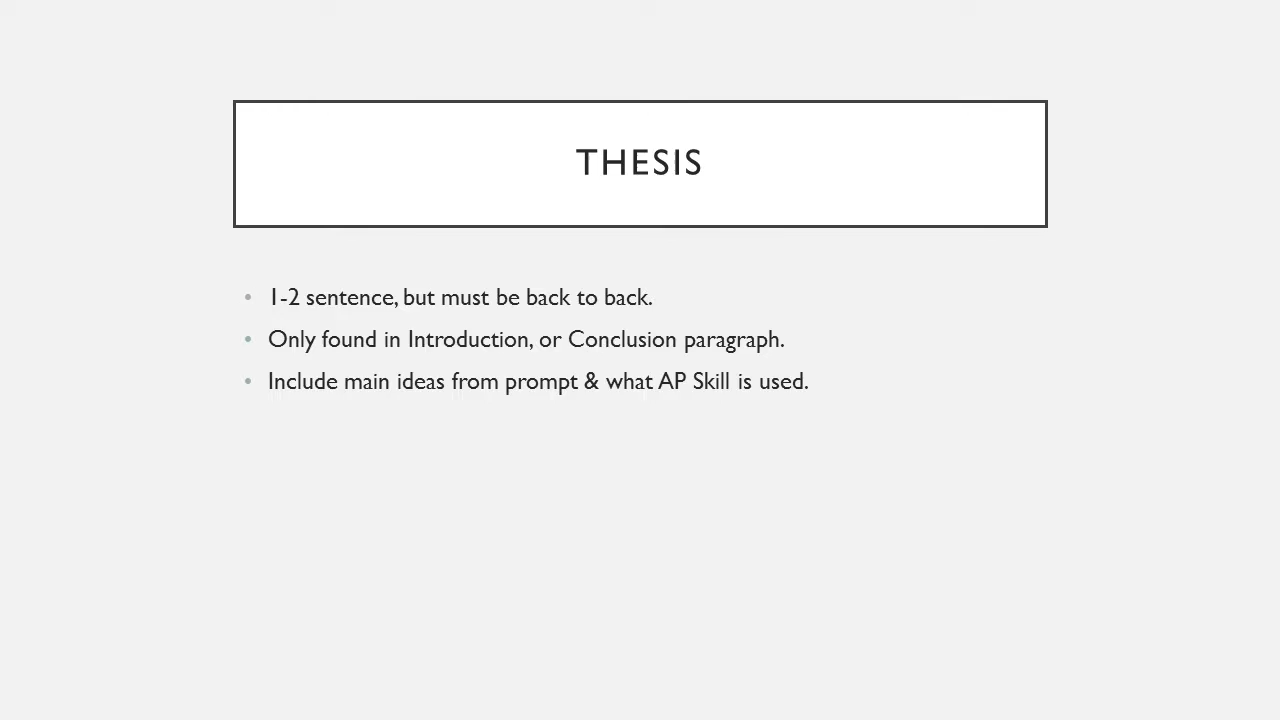 THESIS
• 1-2 sentence, but must be back to back.
• Only found in Introduction, or Conclusion paragraph.
• Include main ideas from prompt & what AP Skill is used.